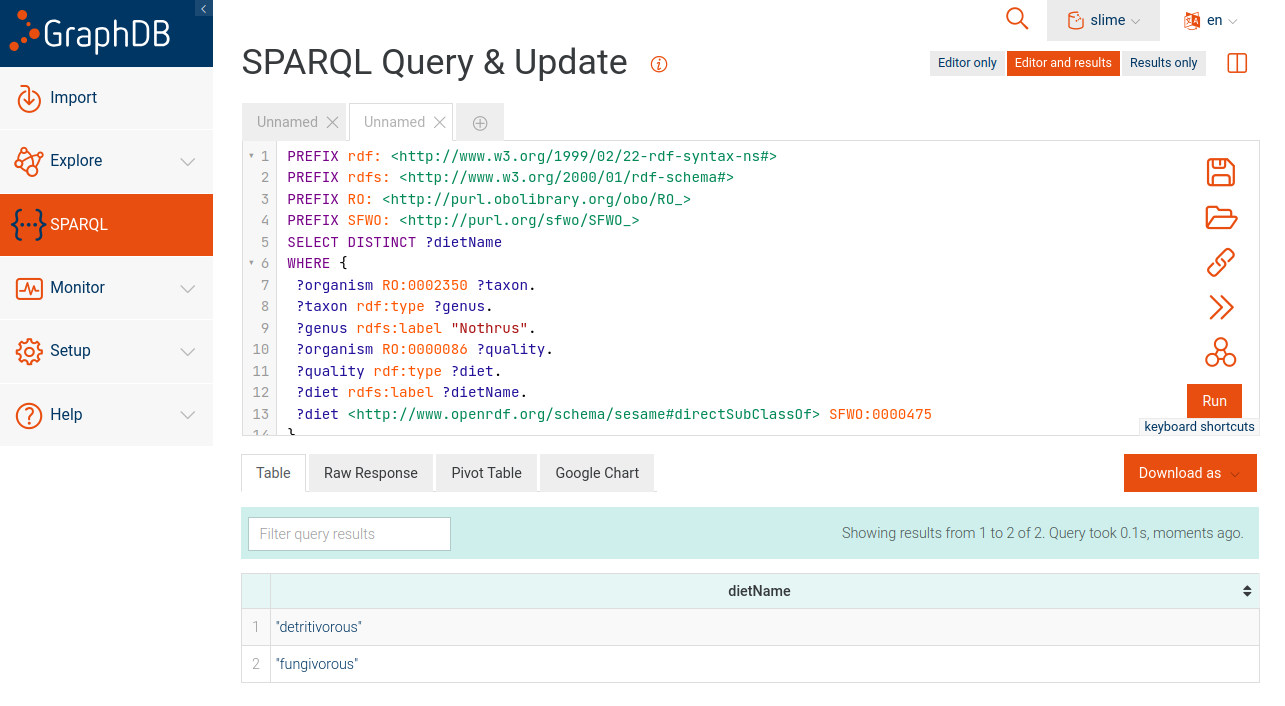 GraphDB
slime
en
SPARQL Query & Update
Editor only
Editor and results
Results only
Import
Explore
SPARQL
Monitor
Setup
Help
Unnamed
Unnamed
1 PREFIX rdf: <http://www.w3.org/1999/02/22-rdf-syntax-ns#>
2 PREFIX rdfs: <http://www.w3.org/2000/01/rdf-schema#>
3 PREFIX RO: <http://purl.obolibrary.org/obo/RO_>
4 PREFIX SFWO: <http://purl.org/sfwo/SFWO_>
5 SELECT DISTINCT ?dietName
6 WHERE {
7 ?organism RO:0002350 ?taxon.
8 ?taxon rdf:type ?genus.
9 ?genus rdfs:label "Nothrus".
10 ?organism RO:0000086 ?quality.
11 ?quality rdf:type ?diet.
12 ?diet rdfs:label ?dietName.
13 ?diet <http://www.openrdf.org/schema/sesame#directSubClassOf> SFWO:0000475
14 }
Run
keyboard shortcuts
Table
Raw Response
Pivot Table
Google Chart
Download as
Filter query results
Showing results from 1 to 2 of 2. Query took 0.1s, moments ago.
dietName
1 "detritivorous"
2 "fungivorous"